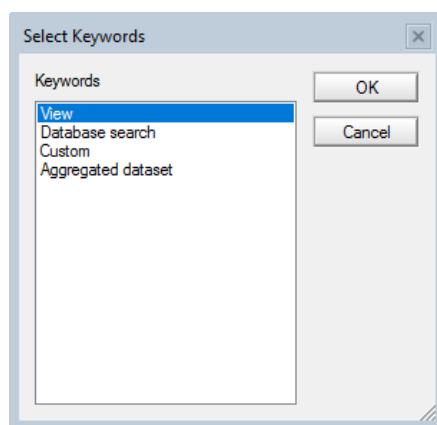 Select Keywords
Keywords
OK
View
Database search
Cancel
Custom
Aggregated dataset